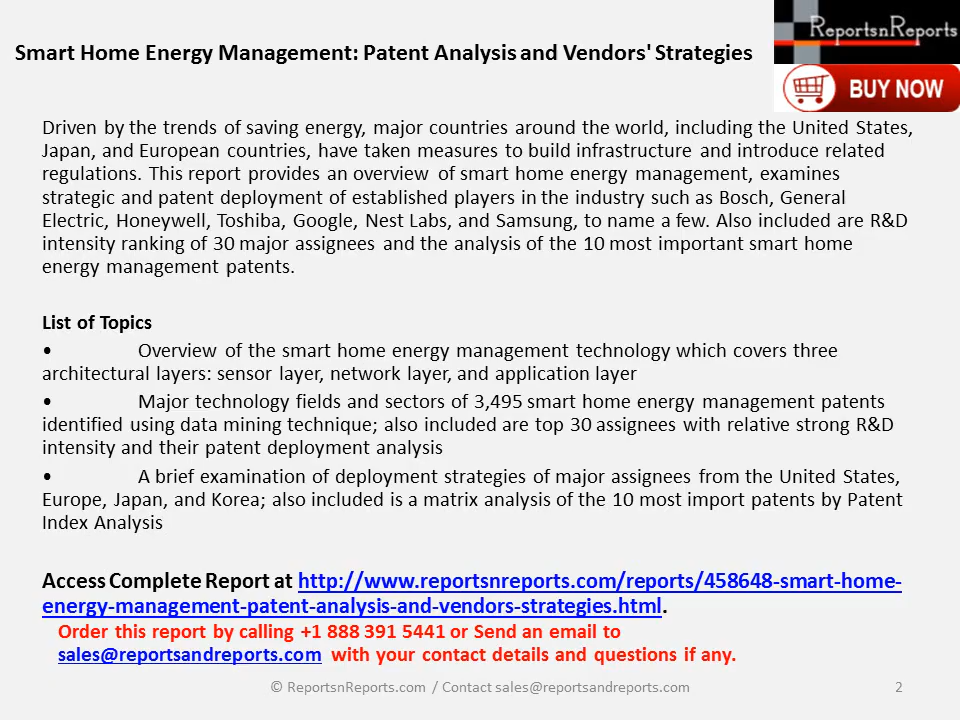 Smart Home Energy Management: Patent Analysis and Vendors' Strategies
ReportsnReports
BUY NOW
Driven by the trends of saving energy, major countries around the world, including the United States,
Japan, and European countries, have taken measures to build infrastructure and introduce related
regulations. This report provides an overview of smart home energy management, examines
strategic and patent deployment of established players in the industry such as Bosch, General
Electric, Honeywell, Toshiba, Google, Nest Labs, and Samsung, to name a few. Also included are R&D
intensity ranking of 30 major assignees and the analysis of the 10 most important smart home
energy management patents.
List of Topics
• Overview of the smart home energy management technology which covers three
architectural layers: sensor layer, network layer, and application layer
• Major technology fields and sectors of 3,495 smart home energy management patents
identified using data mining technique; also included are top 30 assignees with relative strong R&D
intensity and their patent deployment analysis
• A brief examination of deployment strategies of major assignees from the United States,
Europe, Japan, and Korea; also included is a matrix analysis of the 10 most import patents by Patent
Index Analysis
Access Complete Report at http://www.reportsnreports.com/reports/458648-smart-home-
energy-management-patent-analysis-and-vendors-strategies.html.
Order this report by calling +1 888 391 5441 or Send an email to
sales@reportsandreports.com with your contact details and questions if any.
© ReportsnReports.com / Contact sales@reportsandreports.com
2